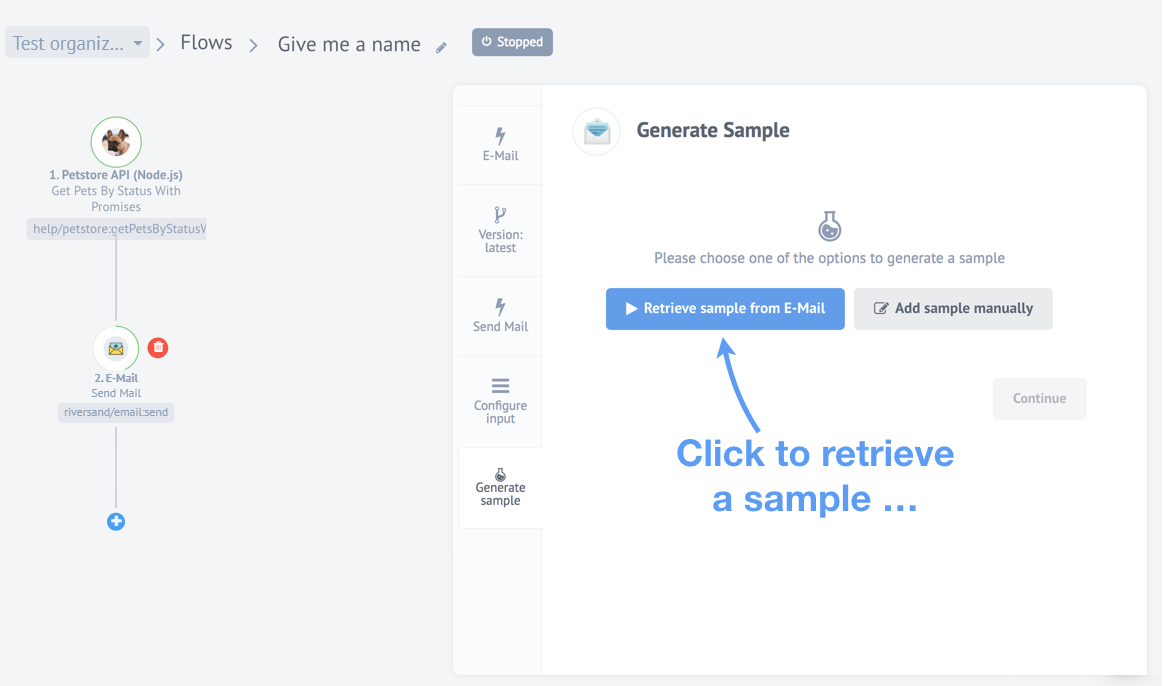 Test organiz...
Flows
Give me a name
Stopped
1. Petstore API (Node.js)
Get Pets By Status With
Promises
help/petstore:getPetsByStatusW
2. E-Mail
Send Mail
riversand/email:send
E-Mail
Version:
latest
Send Mail
Configure
input
Generate
sample
Generate Sample
Please choose one of the options to generate a sample
Retrieve sample from E-Mail
Add sample manually
Continue
Click to retrieve
a sample ...